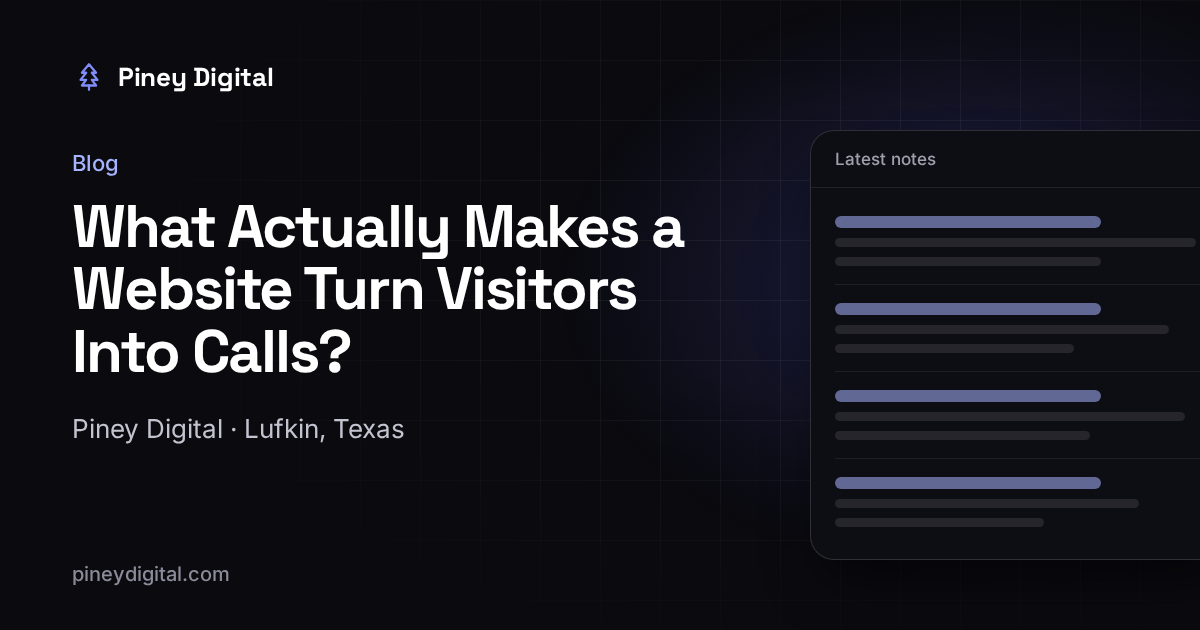 Piney Digital
Blog
What Actually Makes a
Website Turn Visitors
Into Calls?
Piney Digital · Lufkin, Texas
pineydigital.com
Latest notes